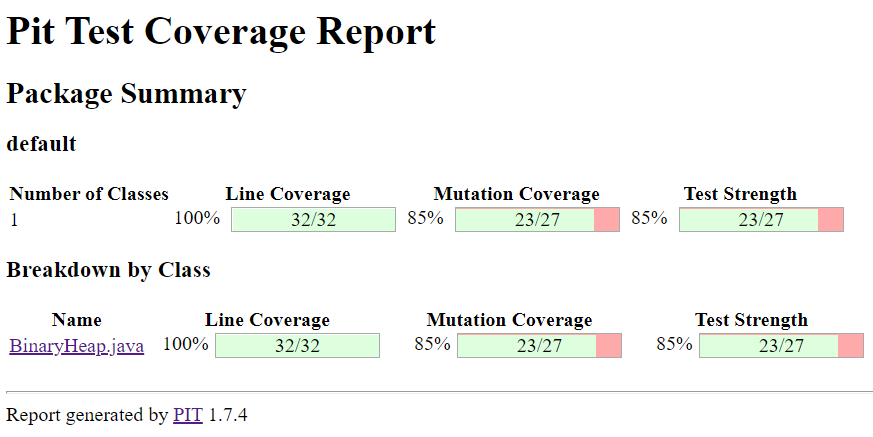 Pit Test Coverage Report
Package Summary
default
Number of Classes Line Coverage Mutation Coverage Test Strength
1 100% 32/32 85% 23/27 85% 23/27
Breakdown by Class
Name Line Coverage Mutation Coverage Test Strength
BinaryHeap.java 100% 32/32 85% 23/27 85% 23/27
Report generated by PIT 1.7.4